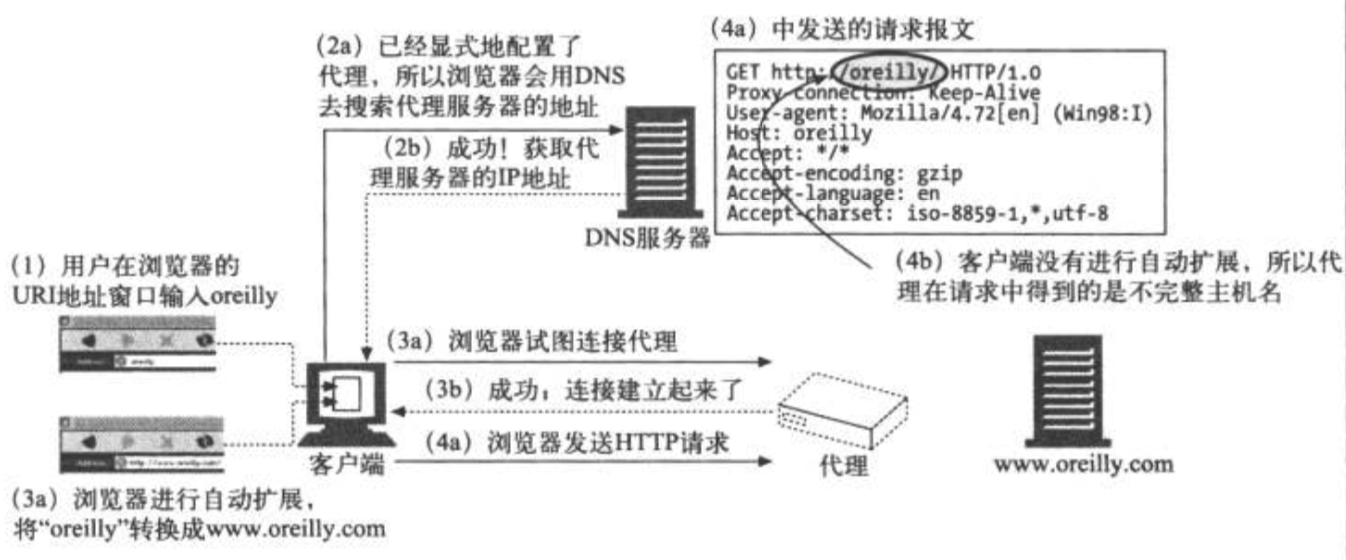 (2a) 已经显式地配置了
代理，所以浏览器会用DNS
去搜索代理服务器的地址
(2b) 成功！获取代
理服务器的IP地址
DNS服务器
(4a) 中发送的请求报文
GET http://oreilly/ HTTP/1.0
Proxy-connection: Keep-Alive
User-agent: Mozilla/4.72[en] (Win98:I)
Host: oreilly
Accept: */*
Accept-encoding: gzip
Accept-language: en
Accept-charset: iso-8859-1,*,utf-8
(4b) 客户端没有进行自动扩展，所以代
理在请求中得到的是不完整主机名
(1) 用户在浏览器的
URI地址窗口输入oreilly
(3a) 浏览器试图连接代理
(3b) 成功；连接建立起来了
(4a) 浏览器发送HTTP请求
客户端
代理
www.oreilly.com
(3a) 浏览器进行自动扩展，
将“oreilly”转换成www.oreilly.com